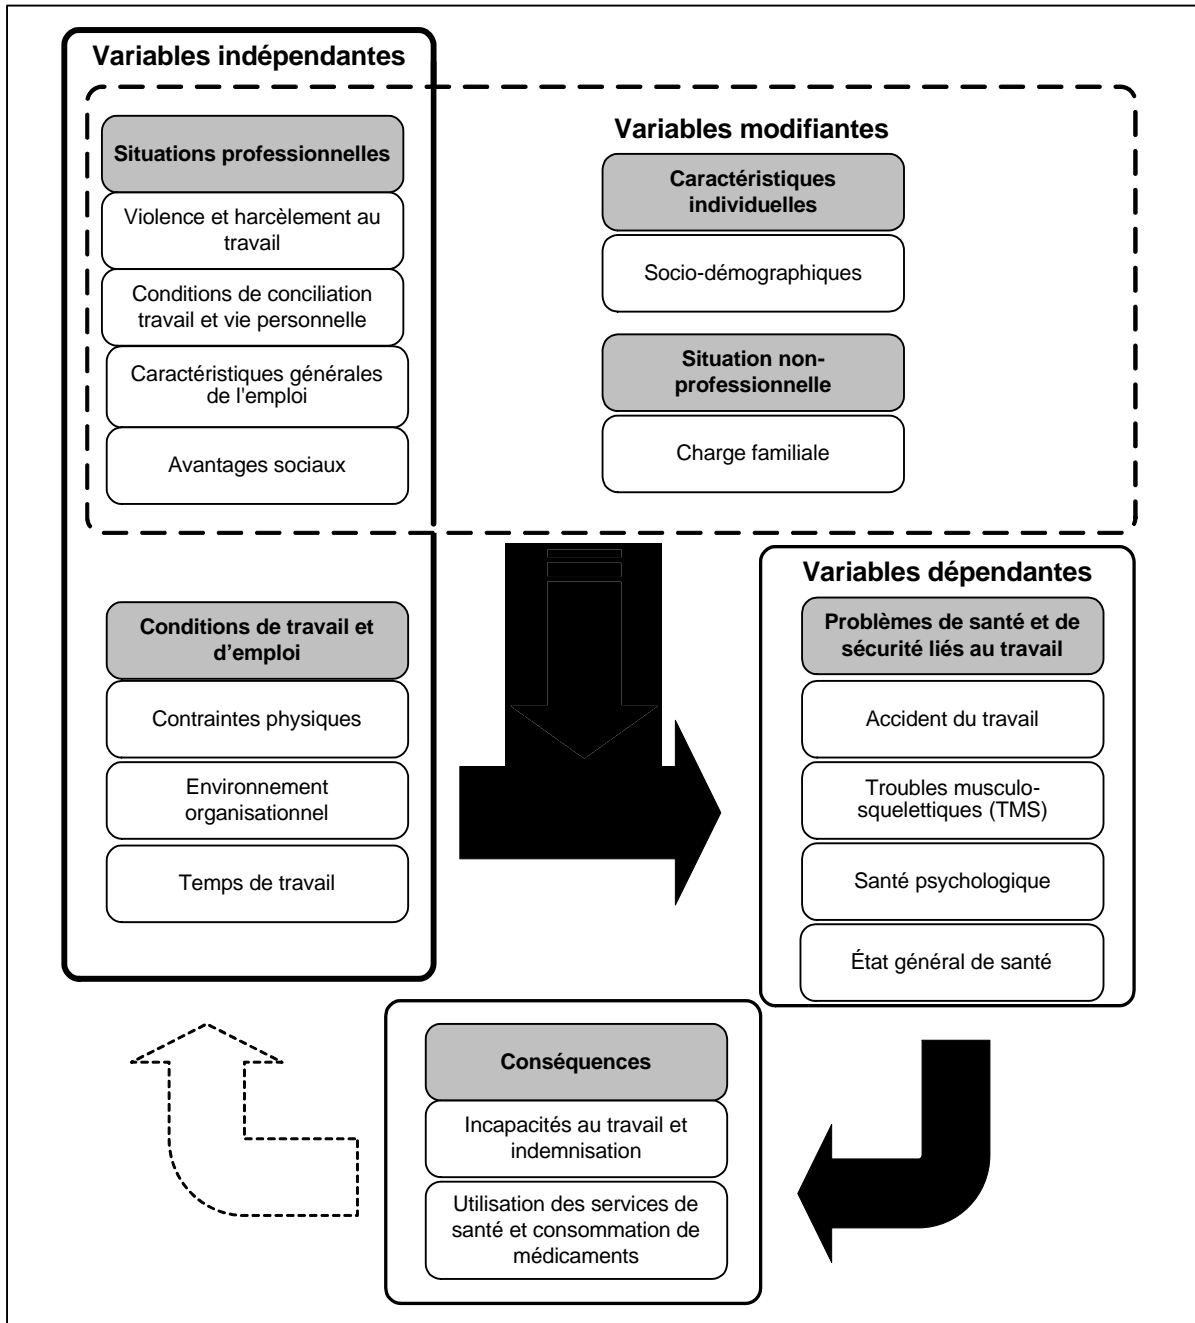 Variables indépendantes
Situations professionnelles
Violence et harcèlement au
travail
Conditions de conciliation
travail et vie personnelle
Caractéristiques générales
de l'emploi
Avantages sociaux
Variables modifiantes
Caractéristiques
individuelles
Socio-démographiques
Situation non-
professionnelle
Charge familiale
Conditions de travail et
d’emploi
Contraintes physiques
Environnement
organisationnel
Temps de travail
Variables dépendantes
Problèmes de santé et de
sécurité liés au travail
Accident du travail
Troubles musculo-
squelettiques (TMS)
Santé psychologique
État général de santé
Conséquences
Incapacités au travail et
indemnisation
Utilisation des services de
santé et consommation de
médicaments